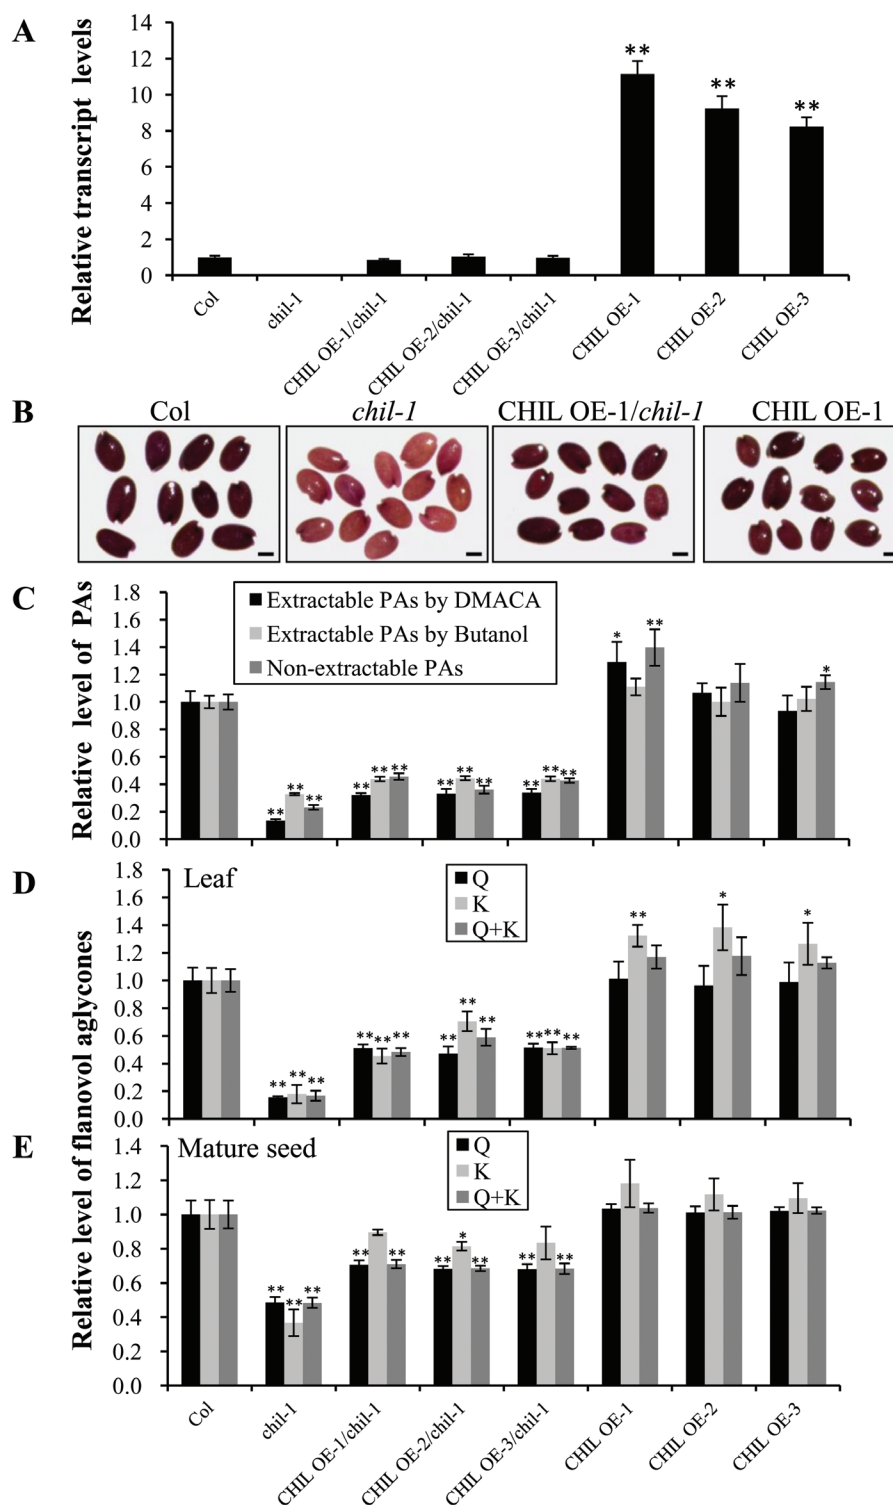 A
Relative transcript levels
14
12
10
8
6
4
2
0
**
**
**
Col
chil-1
CHIL OE-1/chil-1
CHIL OE-2/chil-1
CHIL OE-3/chil-1
CHIL OE-1
CHIL OE-2
CHIL OE-3
B
Col
chil-1
CHIL OE-1/chil-1
CHIL OE-1
C
Relative level of PAs
1.8
1.6
1.4
1.2
1.0
0.8
0.6
0.4
0.2
0.0
Extractable PAs by DMACA
Extractable PAs by Butanol
Non-extractable PAs
** ** **
** ** **
** ** **
** ** **
* **
*
D
Leaf
Relative level of flanovol aglycones
1.8
1.6
1.4
1.2
1.0
0.8
0.6
0.4
0.2
0.0
Q
K
Q+K
** ** **
** ** **
** ** **
** ** **
**
*
*
E
Mature seed
1.4
1.2
1.0
0.8
0.6
0.4
0.2
0.0
Q
K
Q+K
** ** **
** **
** * **
** **
Col
chil-1
CHIL OE-1/chil-1
CHIL OE-2/chil-1
CHIL OE-3/chil-1
CHIL OE-1
CHIL OE-2
CHIL OE-3